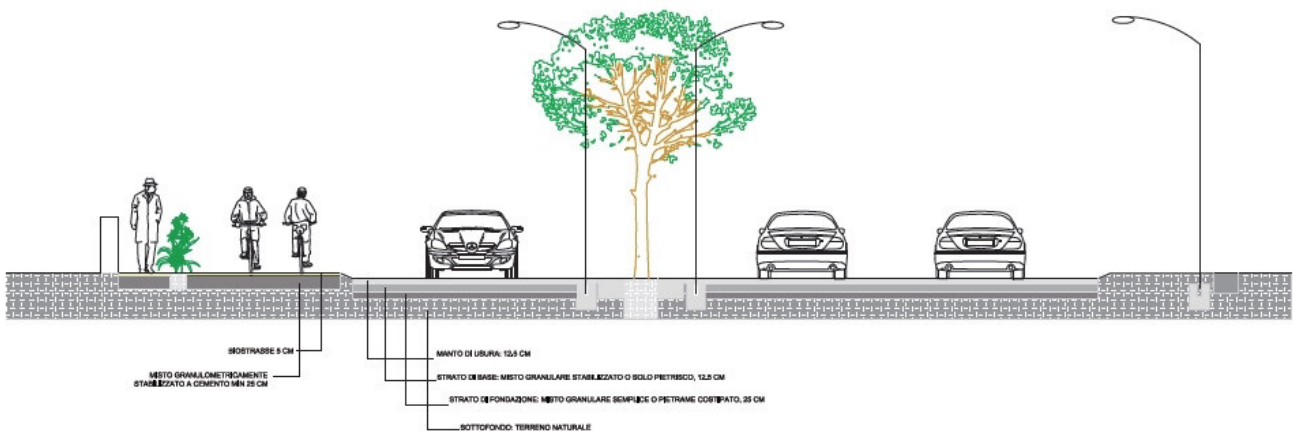 BIOSTRASSE 5 CM
MISTO GRANULOMETRICAMENTE
STABILIZZATO A CEMENTO MIN 25 CM
MANTO DI USURA: 12,5 CM
STRATO DI BASE: MISTO GRANULARE STABILIZZATO O SOLO PIETRISCO, 12,5 CM
STRATO DI FONDAZIONE: MISTO GRANULARE SEMPLICE O PIETRAME COSTIPATO, 25 CM
SOTTOFONDO: TERRENO NATURALE